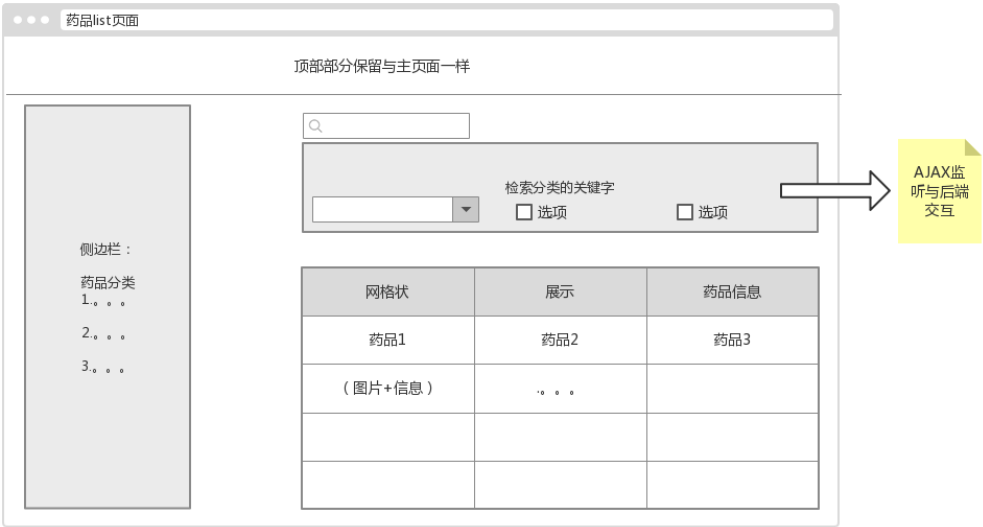 药品list页面
顶部部分保留与主页面一样
检索分类的关键字
选项 选项
AJAX监
听与后端
交互
侧边栏：
药品分类
1.。。。
2.。。。
3.。。。
网格状 展示 药品信息
药品1 药品2 药品3
（图片+信息） .。。。